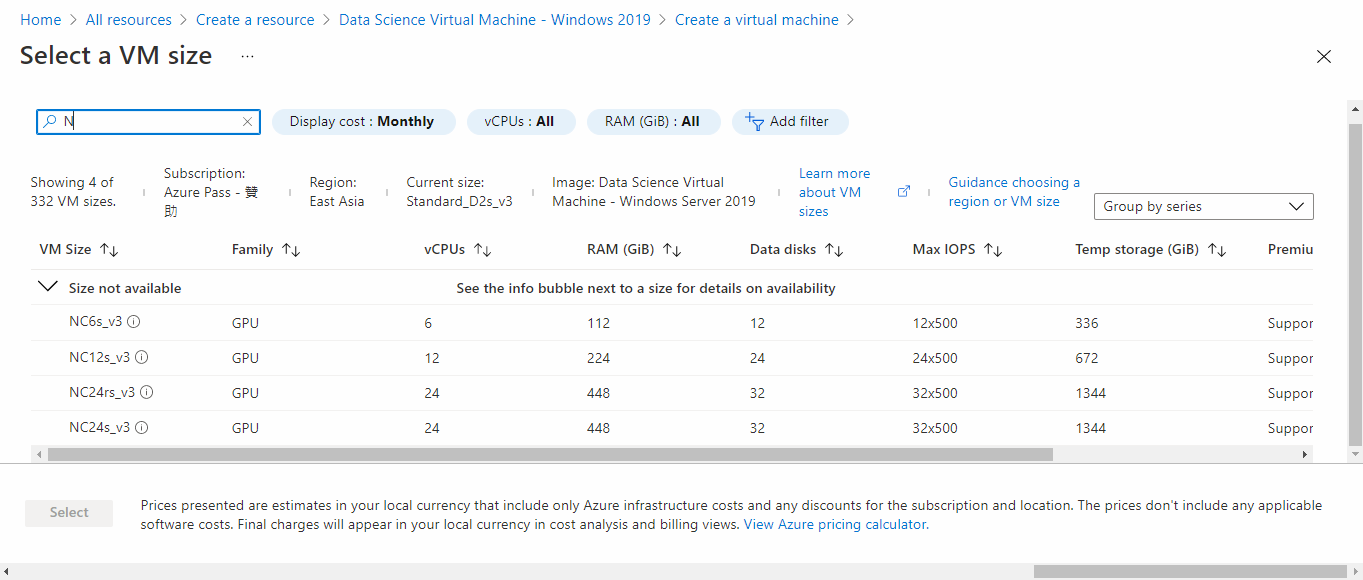 Home > All resources > Create a resource > Data Science Virtual Machine - Windows 2019 > Create a virtual machine >
Select a VM size ...
N
Display cost : Monthly
vCPUs : All
RAM (GiB) : All
Add filter
Showing 4 of
332 VM sizes.
Subscription:
Azure Pass - 贊
助
Region:
East Asia
Current size:
Standard_D2s_v3
Image: Data Science Virtual
Machine - Windows Server 2019
Learn more
about VM
sizes
Guidance choosing a
region or VM size
Group by series
VM Size Family vCPUs RAM (GiB) Data disks Max IOPS Temp storage (GiB) Premiu
Size not available See the info bubble next to a size for details on availability
NC6s_v3 GPU 6 112 12 12x500 336 Suppor
NC12s_v3 GPU 12 224 24 24x500 672 Suppor
NC24rs_v3 GPU 24 448 32 32x500 1344 Suppor
NC24s_v3 GPU 24 448 32 32x500 1344 Suppor
Select
Prices presented are estimates in your local currency that include only Azure infrastructure costs and any discounts for the subscription and location. The prices don't include any applicable
software costs. Final charges will appear in your local currency in cost analysis and billing views. View Azure pricing calculator.